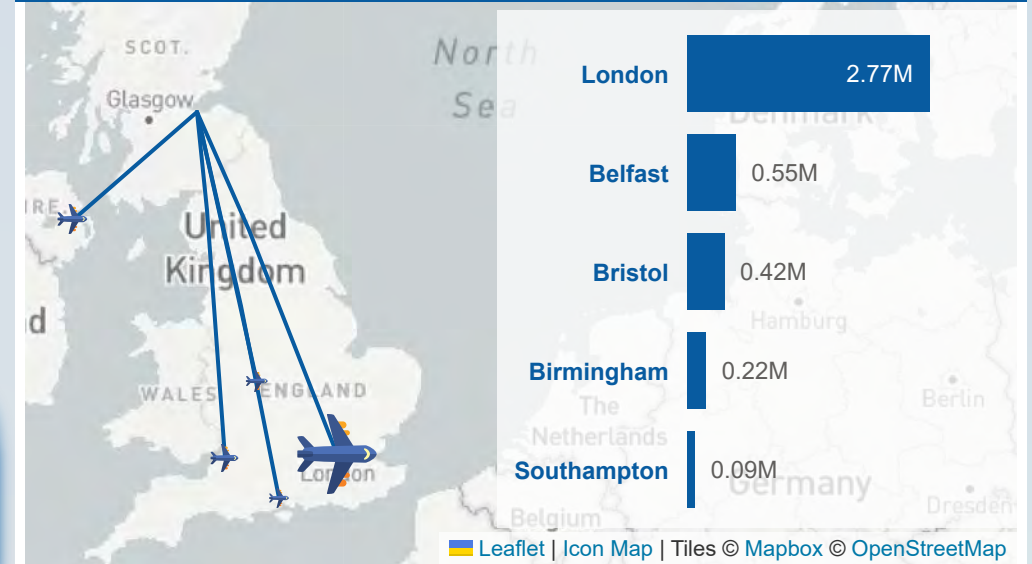 SCOT.
North
Sea
Glasgow
IRE.
United
Kingdom
d
WALES
ENGLAND
London
London 2.77M
Denmark
Belfast 0.55M
Bristol 0.42M
Hamburg
Birmingham 0.22M
Berlin
The
Netherlands
Southampton 0.09M
Germany
Dresden
Belgium
Leaflet | Icon Map | Tiles © Mapbox © OpenStreetMap